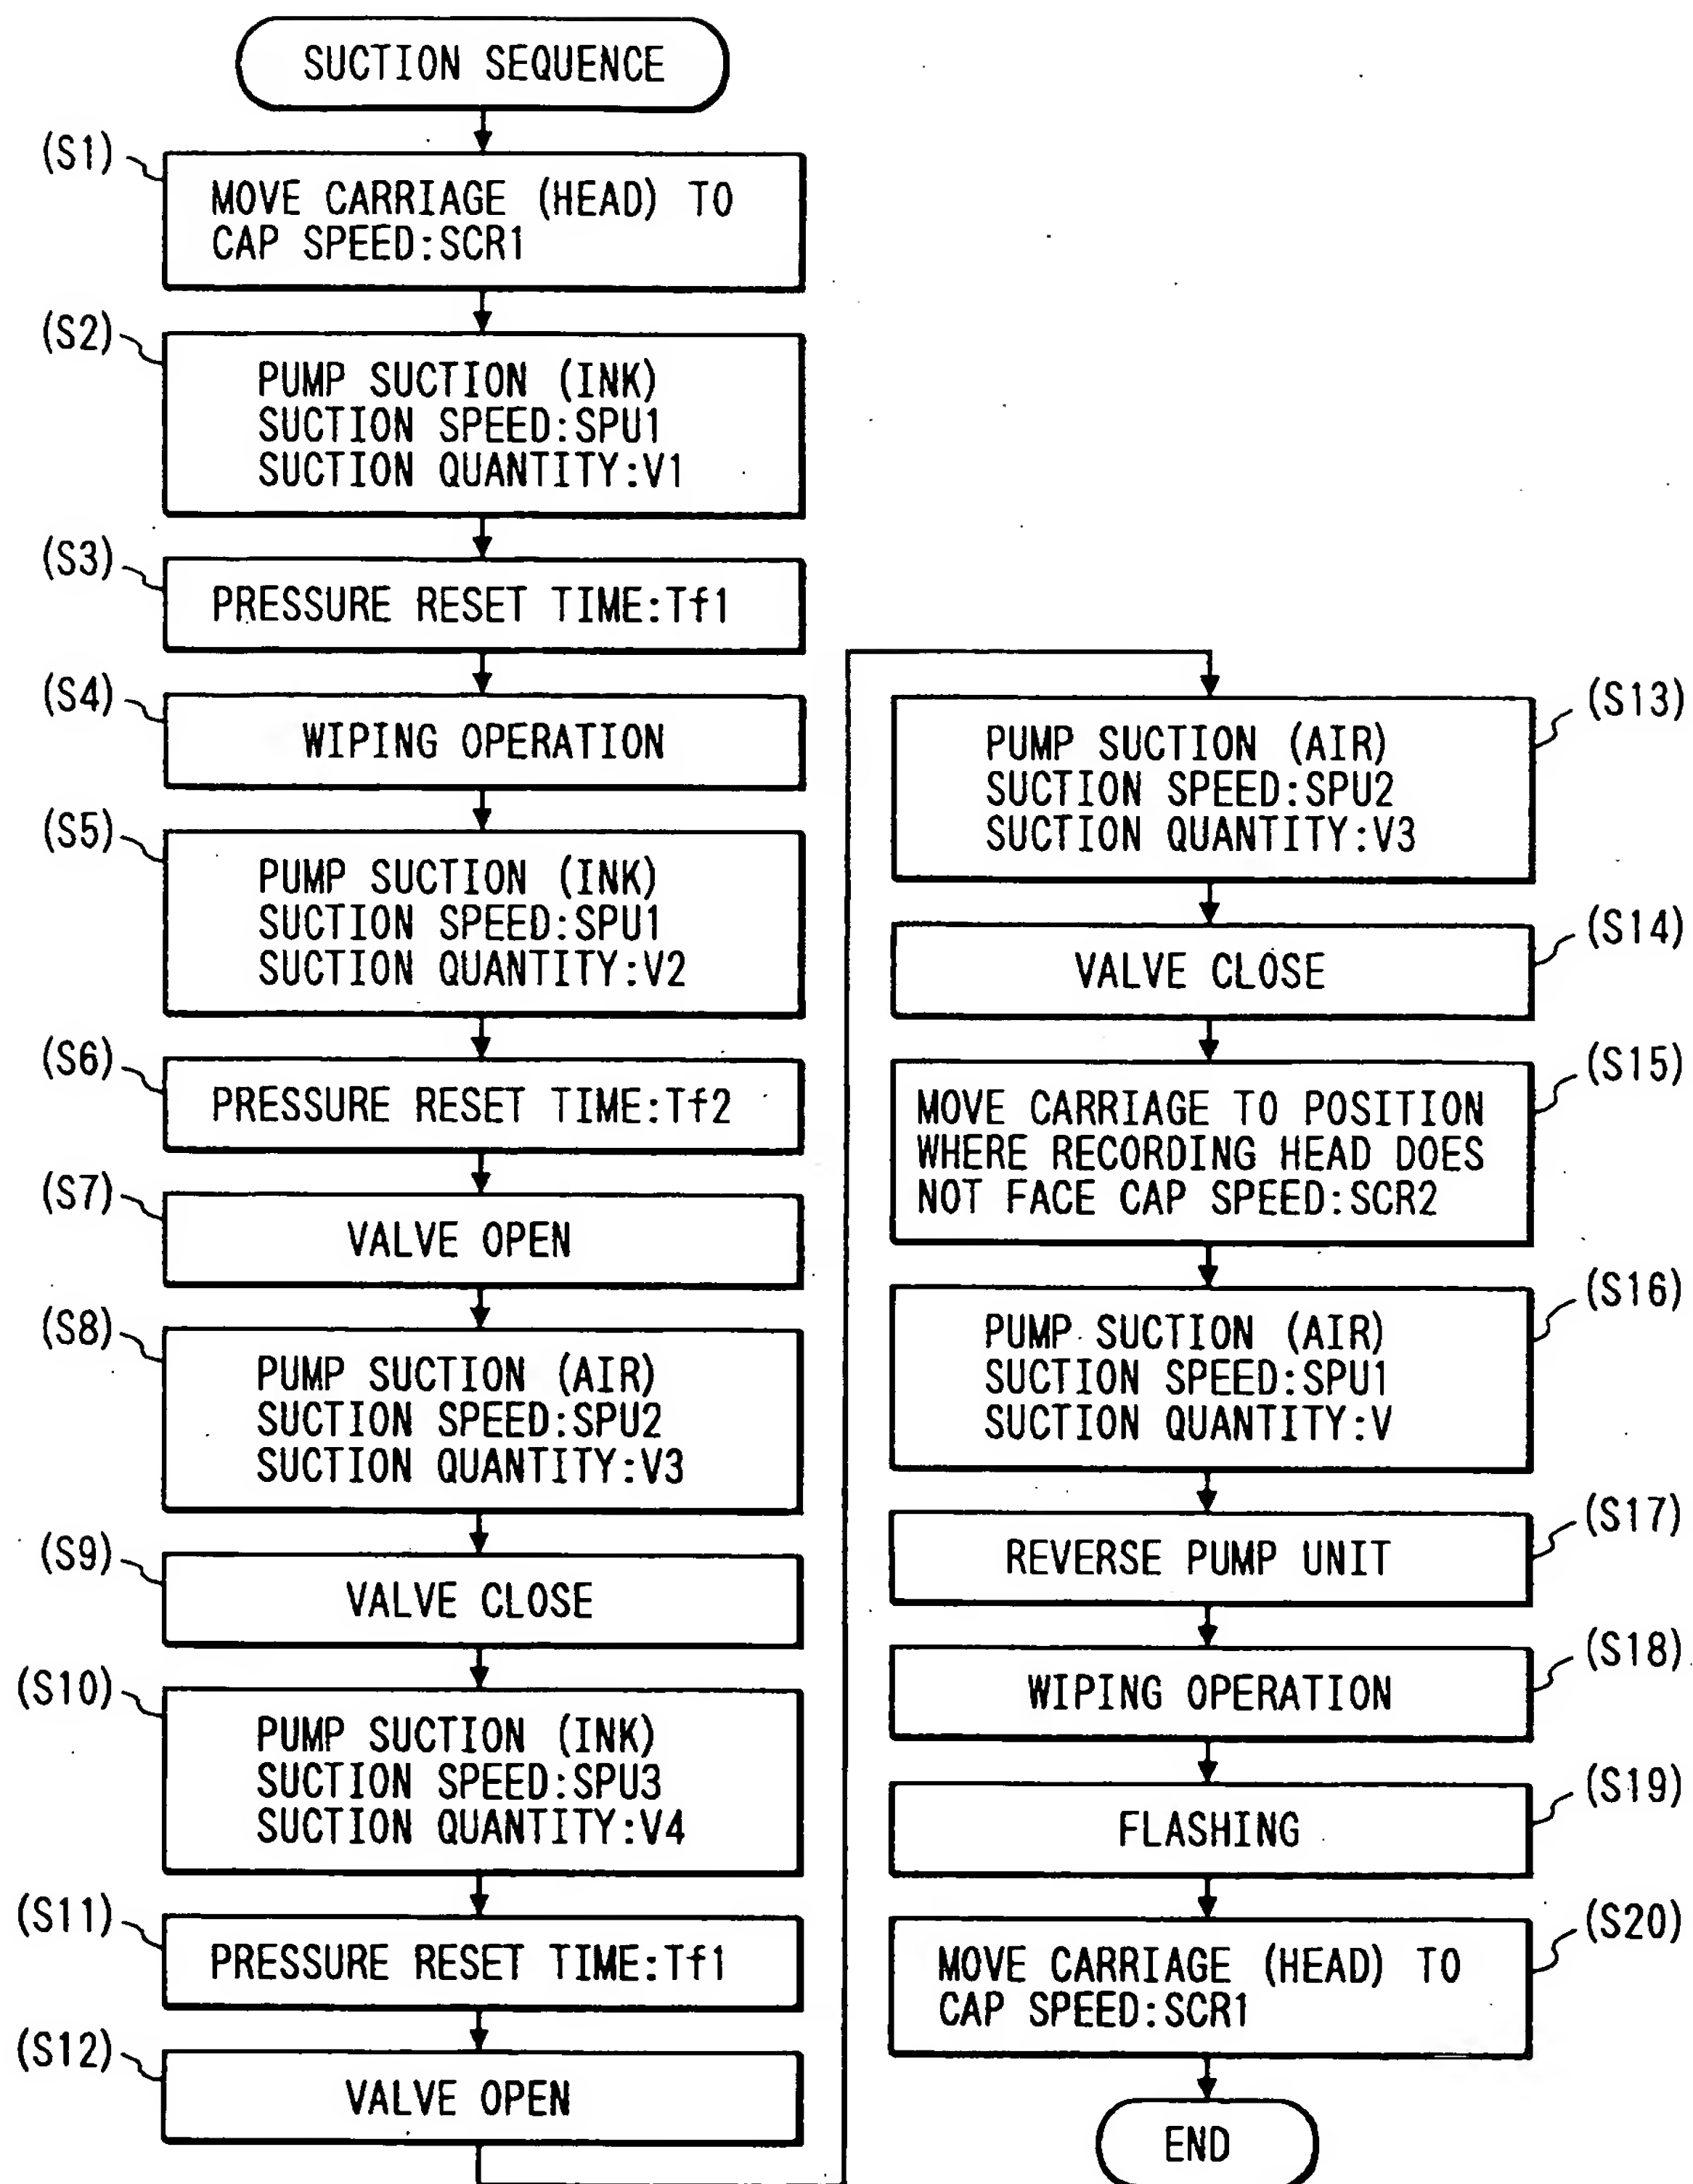 SUCTION SEQUENCE
(S1)
MOVE CARRIAGE (HEAD) TO
CAP SPEED:SCR1
(S2)
PUMP SUCTION (INK)
SUCTION SPEED:SPU1
SUCTION QUANTITY:V1
(S3)
PRESSURE RESET TIME:Tf1
(S4)
WIPING OPERATION
(S5)
PUMP SUCTION (INK)
SUCTION SPEED:SPU1
SUCTION QUANTITY:V2
(S6)
PRESSURE RESET TIME:Tf2
(S7)
VALVE OPEN
(S8)
PUMP SUCTION (AIR)
SUCTION SPEED:SPU2
SUCTION QUANTITY:V3
(S9)
VALVE CLOSE
(S10)
PUMP SUCTION (INK)
SUCTION SPEED:SPU3
SUCTION QUANTITY:V4
(S11)
PRESSURE RESET TIME:Tf1
(S12)
VALVE OPEN
(S13)
PUMP SUCTION (AIR)
SUCTION SPEED:SPU2
SUCTION QUANTITY:V3
(S14)
VALVE CLOSE
(S15)
MOVE CARRIAGE TO POSITION
WHERE RECORDING HEAD DOES
NOT FACE CAP SPEED:SCR2
(S16)
PUMP SUCTION (AIR)
SUCTION SPEED:SPU1
SUCTION QUANTITY:V
(S17)
REVERSE PUMP UNIT
(S18)
WIPING OPERATION
(S19)
FLASHING
(S20)
MOVE CARRIAGE (HEAD) TO
CAP SPEED:SCR1
END